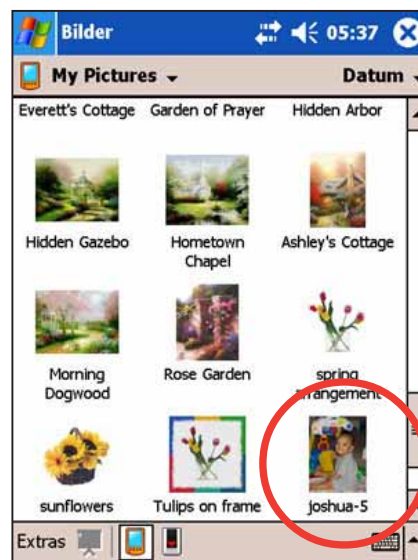 Bilder 05:37
My Pictures Datum
Everett's Cottage Garden of Prayer Hidden Arbor
Hidden Gazebo Hometown Chapel Ashley's Cottage
Morning Dogwood Rose Garden spring arrangement
sunflowers Tulips on frame joshua-5
Extras